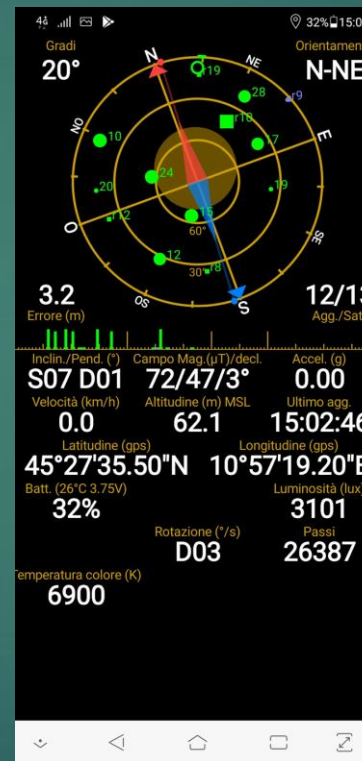 4G 32% 15:0
Gradi Orientamen
20° N-NE
N NE E SE S SO O NO
119 28 r9 r10 10 17 24 20 19 r12 15 60° 12 30° r8
3.2 12/13
Errore (m) Agg./Sat
Inclin./Pend. (°) Campo Mag.(µT)/decl. Accel. (g)
S07 D01 72/47/3° 0.00
Velocità (km/h) Altitudine (m) MSL Ultimo agg.
0.0 62.1 15:02:46
Latitudine (gps) Longitudine (gps)
45°27'35.50"N 10°57'19.20"E
Batt. (26°C 3.75V) Luminosità (lux)
32% 3101
Rotazione (°/s) Passi
D03 26387
Temperatura colore (K)
6900